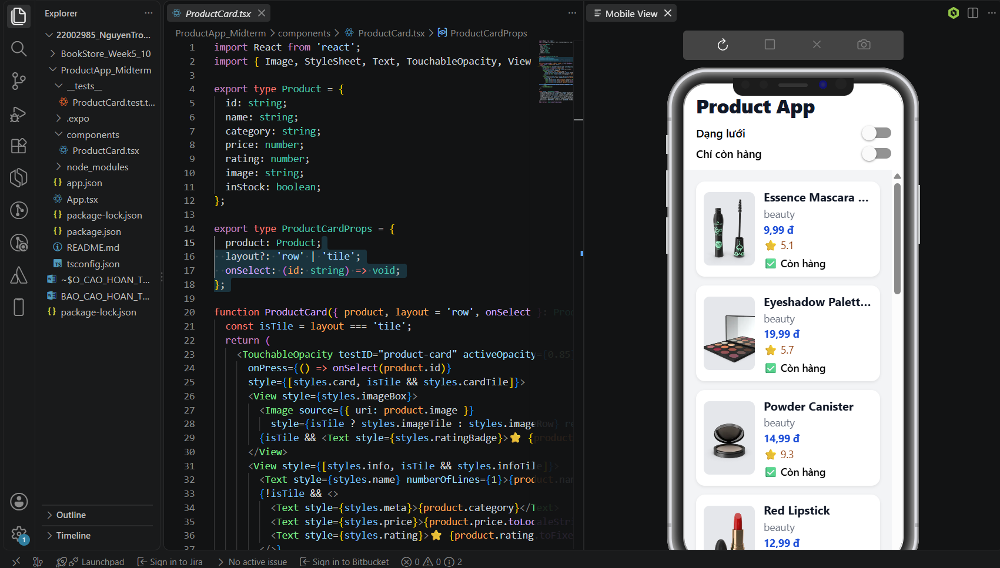 Explorer
22002985_NguyenTro...
BookStore_Week5_10
ProductApp_Midterm
__tests__
ProductCard.test.t...
.expo
components
ProductCard.tsx
node_modules
app.json
App.tsx
package-lock.json
package.json
README.md
tsconfig.json
~$O_CAO_HOAN_T...
BAO_CAO_HOAN_T...
package-lock.json
Outline
Timeline
1
ProductCard.tsx
ProductApp_Midterm > components > ProductCard.tsx > ProductCardProps
1 import React from 'react';
2 import { Image, StyleSheet, Text, TouchableOpacity, View
3
4 export type Product = {
5 id: string;
6 name: string;
7 category: string;
8 price: number;
9 rating: number;
10 image: string;
11 inStock: boolean;
12 };
13
14 export type ProductCardProps = {
15 product: Product;
16 layout?: 'row' | 'tile';
17 onSelect: (id: string) => void;
18 };
19
20 function ProductCard({ product, layout = 'row', onSelect }: Proc
21 const isTile = layout === 'tile';
22 return (
23 <TouchableOpacity testID="product-card" activeOpacity={0.85
24 onPress={() => onSelect(product.id)}
25 style={[styles.card, isTile && styles.cardTile]}>
26 <View style={styles.imageBox}>
27 <Image source={{ uri: product.image }}
28 style={isTile ? styles.imageTile : styles.imageRow} re
29 {isTile && <Text style={styles.ratingBadge}>⭐ {product
30 </View>
31 <View style={[styles.info, isTile && styles.infoTile]}>
32 <Text style={styles.name} numberOfLines={1}>{product.nam
33 {!isTile && <>
34 <Text style={styles.meta}>{product.category}</Text>
35 <Text style={styles.price}>{product.price.toLocaleStri
36 <Text style={styles.rating}>⭐ {product.rating.toFixe
37 </>}
Mobile View
Product App
Dạng lưới
Chỉ còn hàng
Essence Mascara ...
beauty
9,99 đ
⭐ 5.1
✅ Còn hàng
Eyeshadow Palett...
beauty
19,99 đ
⭐ 5.7
✅ Còn hàng
Powder Canister
beauty
14,99 đ
⭐ 9.3
✅ Còn hàng
Red Lipstick
beauty
12,99 đ
Launchpad Sign in to Jira > No active issue Sign in to Bitbucket 0 0 2